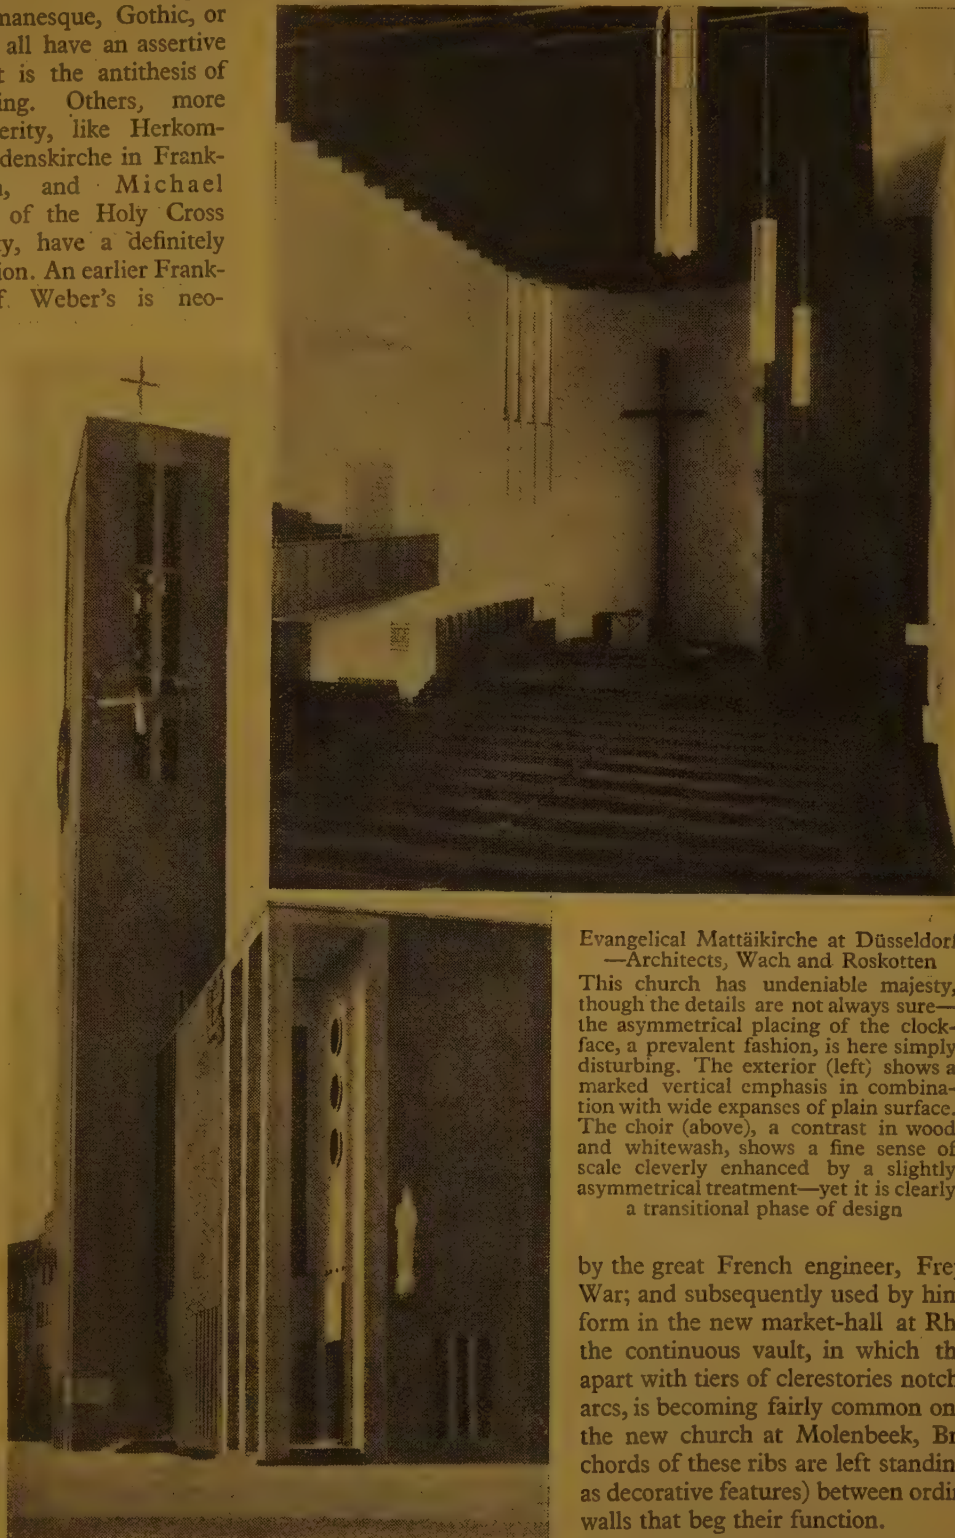 manesque, Gothic, or
all have an assertive
t is the antithesis of
ing. Others, more
erity, like Herkom-
denskirche in Frank-
, and Michael
of the Holy Cross
ty, have a definitely
ion. An earlier Frank-
f Weber's is neo-
Evangelical Mattäikirche at Düsseldorf
—Architects, Wach and Roskotten
This church has undeniable majesty,
though the details are not always sure—
the asymmetrical placing of the clock-
face, a prevalent fashion, is here simply
disturbing. The exterior (left) shows a
marked vertical emphasis in combina-
tion with wide expanses of plain surface.
The choir (above), a contrast in wood
and whitewash, shows a fine sense of
scale cleverly enhanced by a slightly
asymmetrical treatment—yet it is clearly
a transitional phase of design
by the great French engineer, Frey
War; and subsequently used by him
form in the new market-hall at Rh
the continuous vault, in which th
apart with tiers of clerestories notch
arcs, is becoming fairly common on
the new church at Molenbeek, Br
chords of these ribs are left standin
as decorative features) between ordi
walls that beg their function.